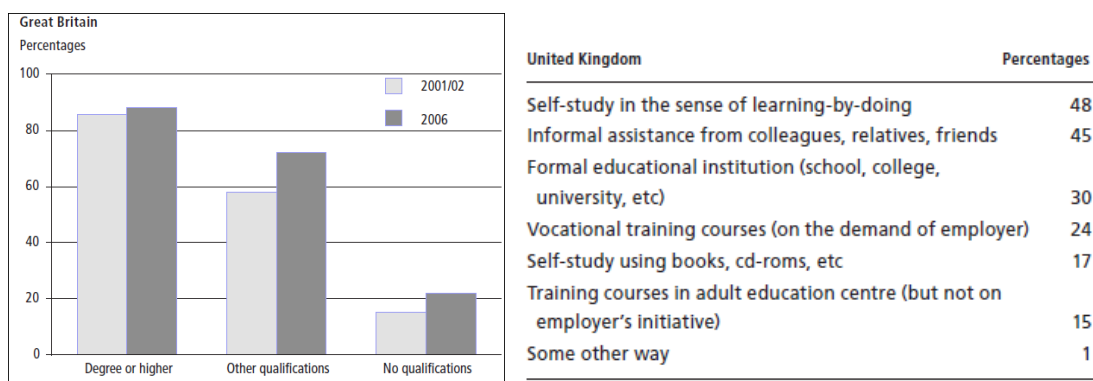 Great Britain
Percentages
100
80
60
40
20
0
2001/02
2006
Degree or higher
Other qualifications
No qualifications
United Kingdom Percentages
Self-study in the sense of learning-by-doing 48
Informal assistance from colleagues, relatives, friends 45
Formal educational institution (school, college,
university, etc) 30
Vocational training courses (on the demand of employer) 24
Self-study using books, cd-roms, etc 17
Training courses in adult education centre (but not on
employer's initiative) 15
Some other way 1